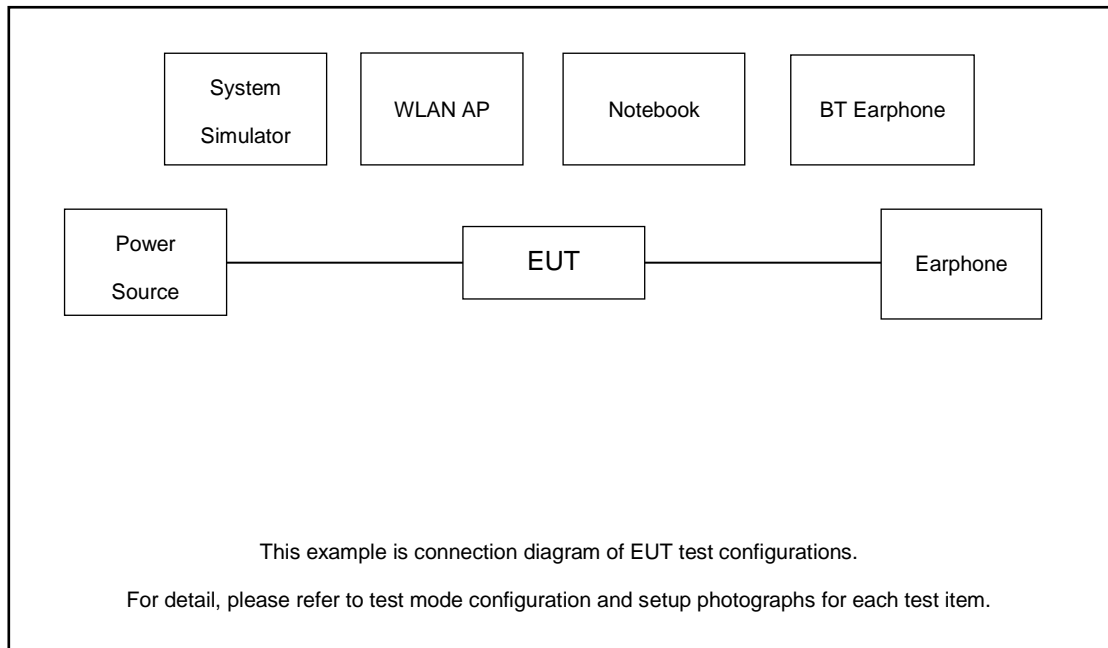 System
Simulator
WLAN AP
Notebook
BT Earphone
Power
Source
EUT
Earphone
This example is connection diagram of EUT test configurations.
For detail, please refer to test mode configuration and setup photographs for each test item.